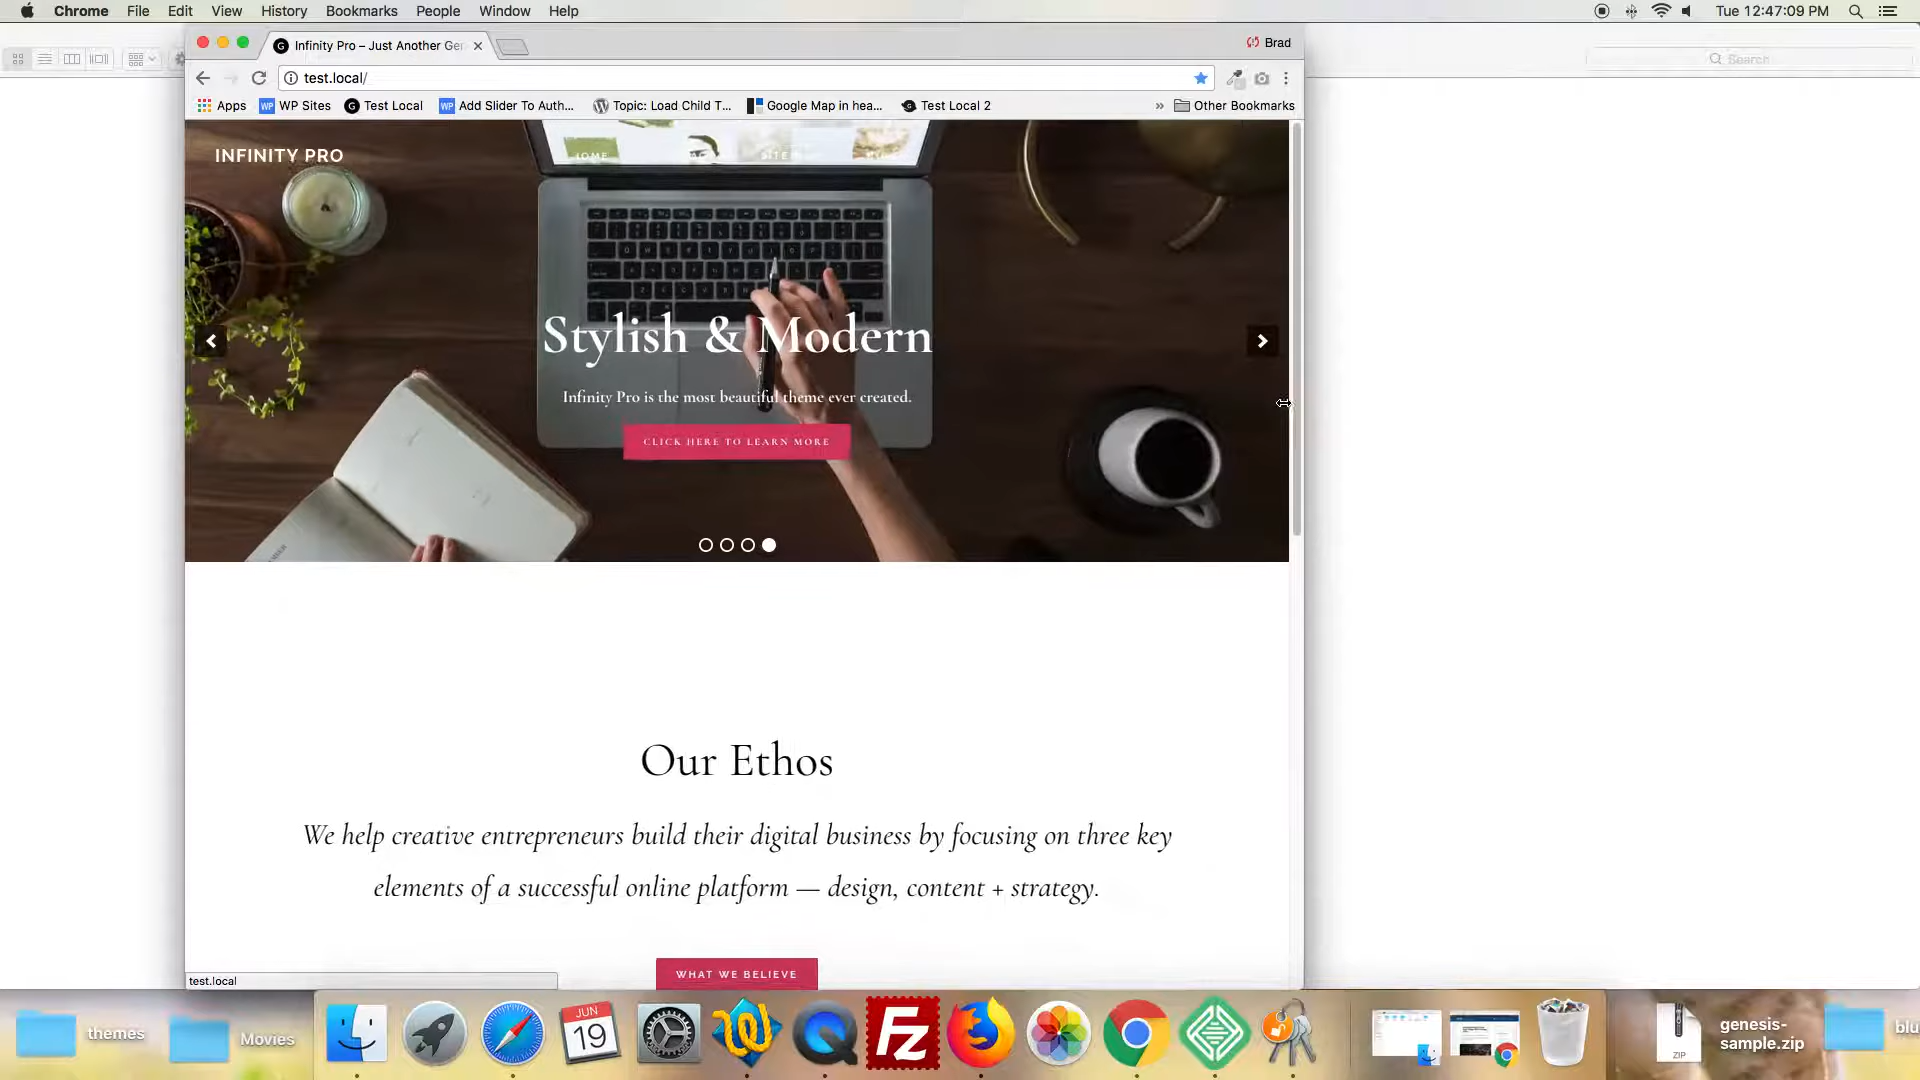 Chrome File Edit View History Bookmarks People Window Help Tue 12:47:09 PM
Search
Infinity Pro – Just Another Ge
Brad
test.local/
Apps WP Sites Test Local Add Slider To Auth... Topic: Load Child T... Google Map in hea... Test Local 2 » Other Bookmarks
INFINITY PRO
Stylish & Modern
Infinity Pro is the most beautiful theme ever created.
CLICK HERE TO LEARN MORE
Our Ethos
We help creative entrepreneurs build their digital business by focusing on three key
elements of a successful online platform — design, content + strategy.
WHAT WE BELIEVE
test.local
themes
Movies
JUN
19
Fz
ZIP
genesis-
sample.zip
blu